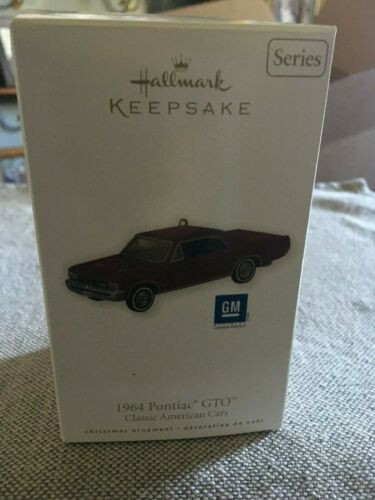 Hallmark
KEEPSAKE
Series
GM
1964 Pontiac® GTO™
Classic American Cars
christmas ornament • décoration de noël